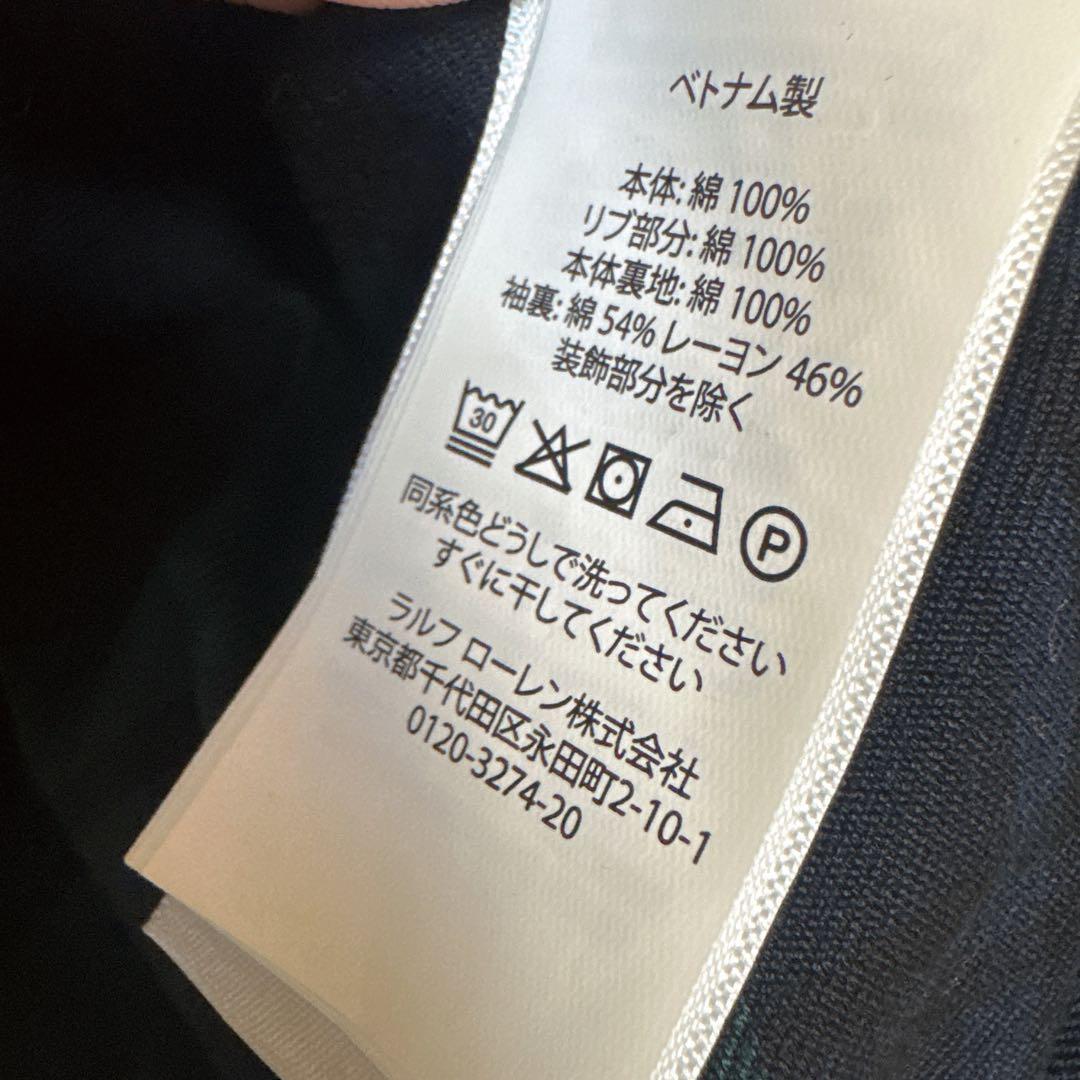 ベトナム製
本体: 綿 100%
リブ部分: 綿 100%
本体裏地: 綿 100%
袖裏: 綿 54% レーヨン 46%
装飾部分を除く
30
P
同系色どうしで洗ってください
すぐに干してください
ラルフ ローレン株式会社
東京都千代田区永田町2-10-1
0120-3274-20